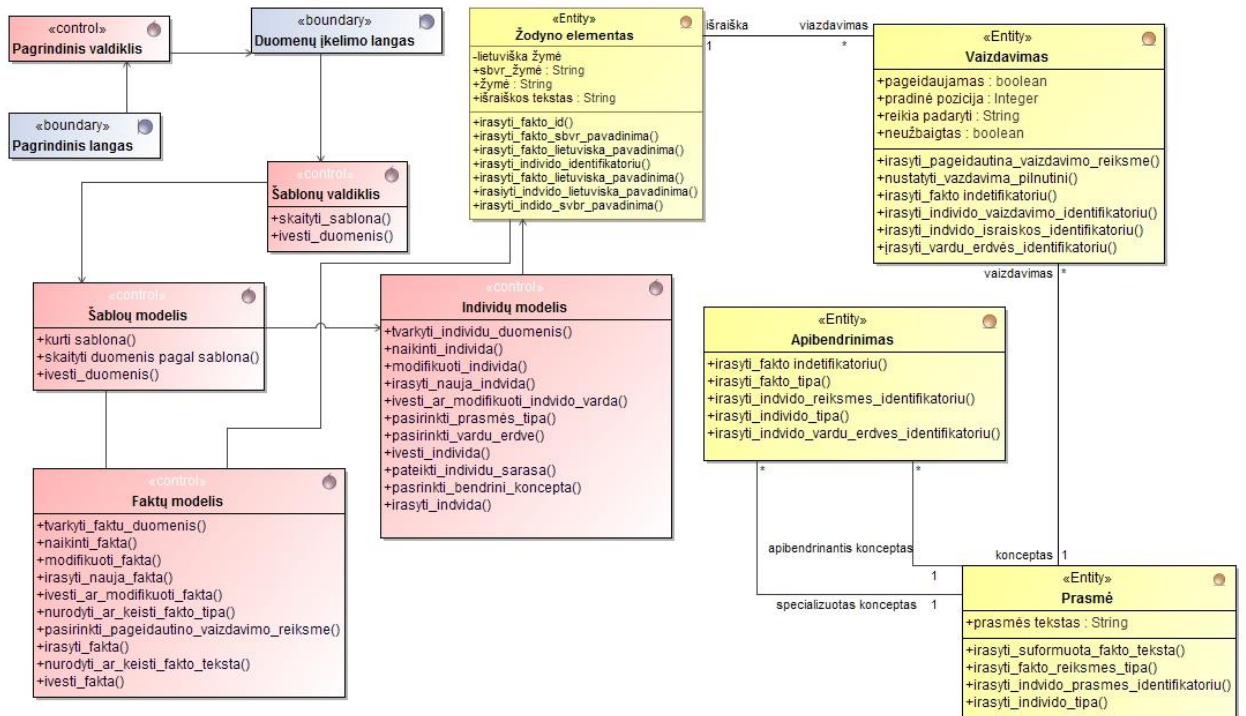 «control»
Pagrindinis valdiklis
«boundary»
Duomenų įkelimo langas
«boundary»
Pagrindinis langas
«control»
Šablonų valdiklis
+skaityti_sablona()
+ivesti_duomenis()
«control»
Šabloų modelis
+kurti sablona()
+skaityti duomenis pagal sablona()
+ivesti_duomenis()
«control»
Faktų modelis
+tvarkyti_faktu_duomenis()
+naikinti_fakta()
+modifikuoti_fakta()
+irasyti_nauja_fakta()
+ivesti_ar_modifikuoti_fakta()
+nurodyti_ar_keisti_fakto_tipa()
+pasirinkti_pageidautino_vaizdavimo_reiksme()
+irasyti_fakta()
+nurodyti_ar_keisti_fakto_teksta()
+ivesti_fakta()
«control»
Individų modelis
+tvarkyti_individu_duomenis()
+naikinti_individa()
+modifikuoti_individa()
+irasyti_nauja_indvida()
+ivesti_ar_modifikuoti_indvido_varda()
+pasirinkti_prasmės_tipa()
+pasirinkti_vardu_erdve()
+ivesti_individa()
+pateikti_individu_sarasa()
+pasrinkti_bendrini_koncepta()
+irasyti_indvida()
«Entity»
Žodyno elementas
-lietuviška žymė
+sbvr_žymė : String
+žymė : String
+išraiškos tekstas : String
+irasyti_fakto_id()
+irasyti_fakto_sbvr_pavadinima()
+irasyti_fakto_lietuviska_pavadinima()
+irasyti_individo_identifikatoriu()
+irasyti_fakto_lietuviska_pavadinima()
+irasiyti_indvido_lietuviska_pavadinima()
+irasyti_indido_svbr_pavadinima()
išraiška
1
viazdavimas
*
«Entity»
Vaizdavimas
+pageidaujamas : boolean
+pradinė pozicija : Integer
+reikia padaryti : String
+neužbaigtas : boolean
+irasyti_pageidautina_vaizdavimo_reiksme()
+nustatyti_vazdavima_pilnutini()
+irasyti_fakto indetifikatoriu()
+irasyti_individo_vaizdavimo_identifikatoriu()
+irasyti_indvido_israiskos_identifikatoriu()
+įrasyti_vardu_erdvės_identifikatoriu()
vaizdavimas *
«Entity»
Apibendrinimas
+irasyti_fakto indetifikatoriu()
+irasyti_fakto_tipa()
+irasyti_indvido_reiksmes_identifikatoriu()
+irasyti_individo_tipa()
+irasyti_indvido_vardu_erdves_identifikatoriu()
*
*
apibendrinantis konceptas
1
konceptas 1
specializuotas konceptas 1
«Entity»
Prasmė
+prasmės tekstas : String
+irasyti_suformuota_fakto_teksta()
+irasyti_fakto_reiksmes_tipa()
+irasyti_indvido_prasmes_identifikatoriu()
+irasyti_individo_tipa()